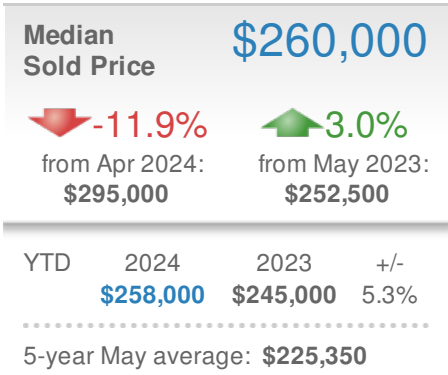 Median
Sold Price
$260,000
-11.9%
from Apr 2024:
$295,000
3.0%
from May 2023:
$252,500
YTD 2024 2023 +/-
$258,000 $245,000 5.3%
5-year May average: $225,350